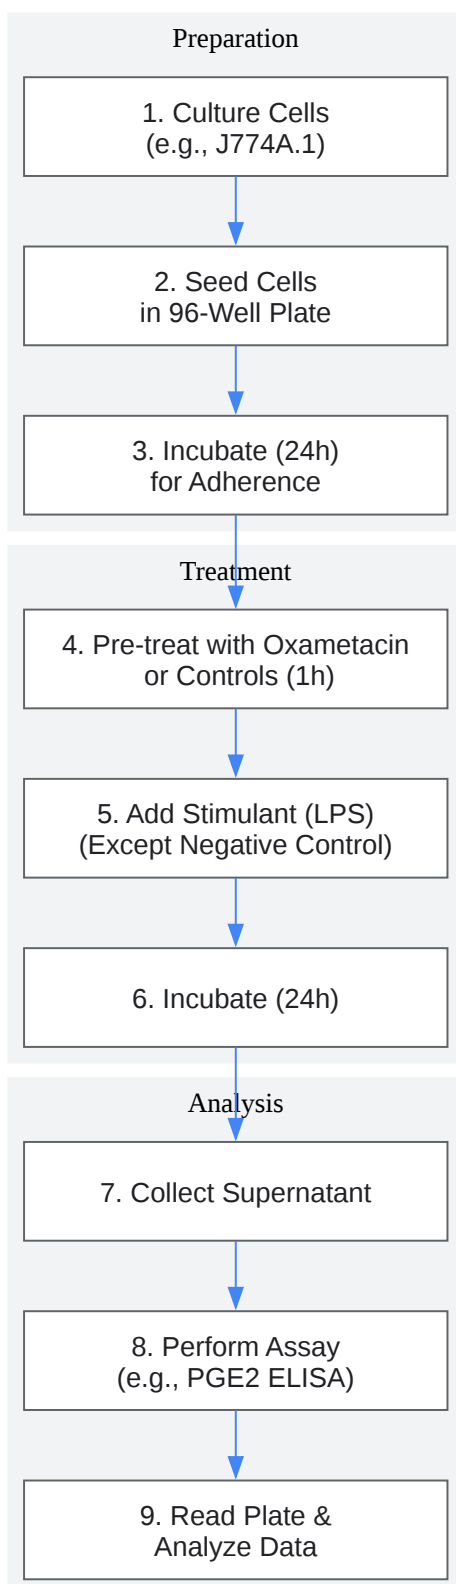 Preparation
1. Culture Cells
(e.g., J774A.1)
2. Seed Cells
in 96-Well Plate
3. Incubate (24h)
for Adherence
Treatment
4. Pre-treat with Oxametacin
or Controls (1h)
5. Add Stimulant (LPS)
(Except Negative Control)
6. Incubate (24h)
Analysis
7. Collect Supernatant
8. Perform Assay
(e.g., PGE2 ELISA)
9. Read Plate &
Analyze Data